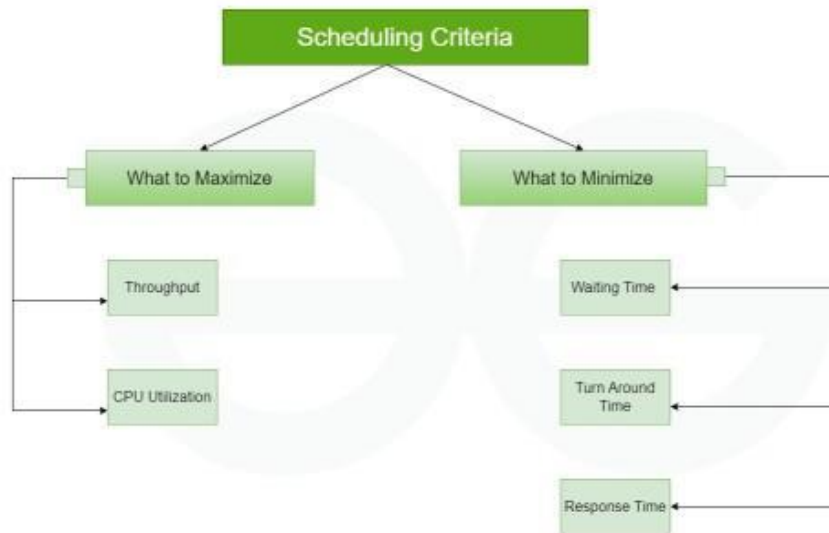 Scheduling Criteria
What to Maximize
What to Minimize
Throughput
Waiting Time
CPU Utilization
Turn Around
Time
Response Time